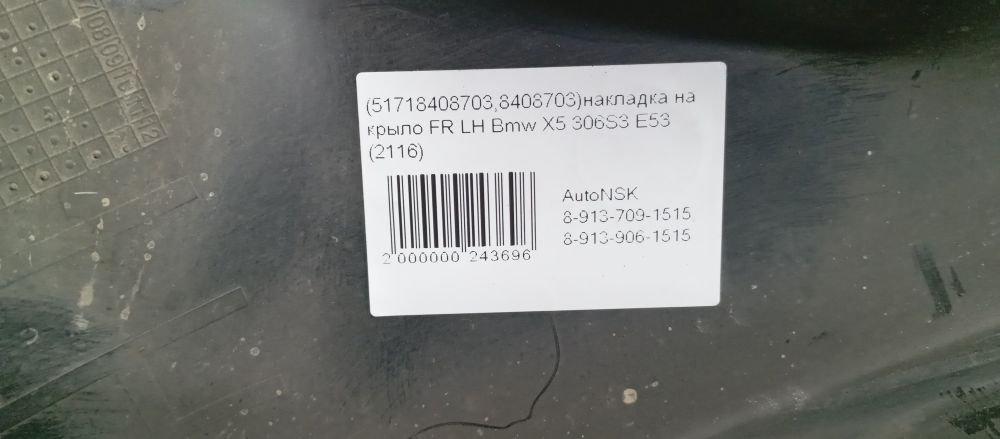 (51718408703,8408703)накладка на
крыло FR LH Bmw X5 306S3 E53
(2116)
AutoNSK
8-913-709-1515
8-913-906-1515
2 000000 243696